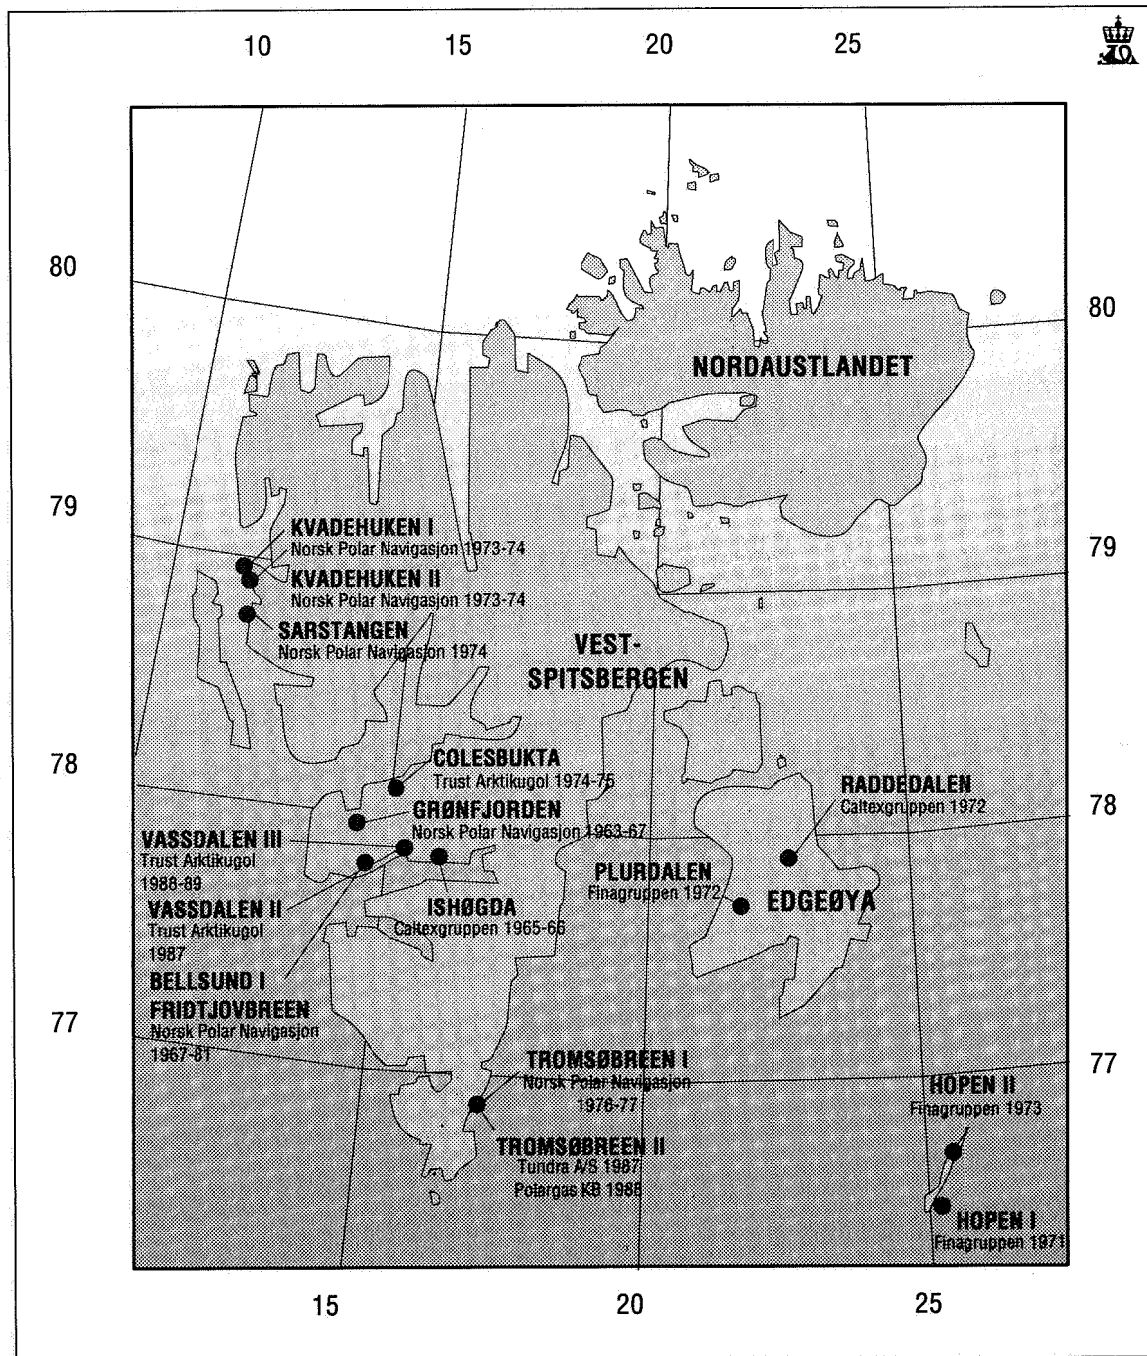 10 15 20 25
80
80
NORDAUSTLANDET
79
79
KVADEHUKEN I
Norsk Polar Navigasjon 1973-74
KVADEHUKEN II
Norsk Polar Navigasjon 1973-74
SARSTANGEN
Norsk Polar Navigasjon 1974
VEST-
SPITSBERGEN
78
78
COLESBUKTA
Trust Arktikugol 1974-75
GRØNFJORDEN
Norsk Polar Navigasjon 1963-67
RADDEDALEN
Caltexgruppen 1972
VASSDALEN III
Trust Arktikugol
1988-89
VASSDALEN II
Trust Arktikugol
1987
ISHØGDA
Caltexgruppen 1965-66
PLURDALEN
Finagruppen 1972
EDGEØYA
BELLSUND I
FRIDTJOVBREEN
Norsk Polar Navigasjon
1967-81
77
77
TROMSØBREEN I
Norsk Polar Navigasjon
1976-77
TROMSØBREEN II
Tundra A/S 1987
Polargas KB 1988
HOPEN II
Finagruppen 1973
HOPEN I
Finagruppen 1971
15 20 25